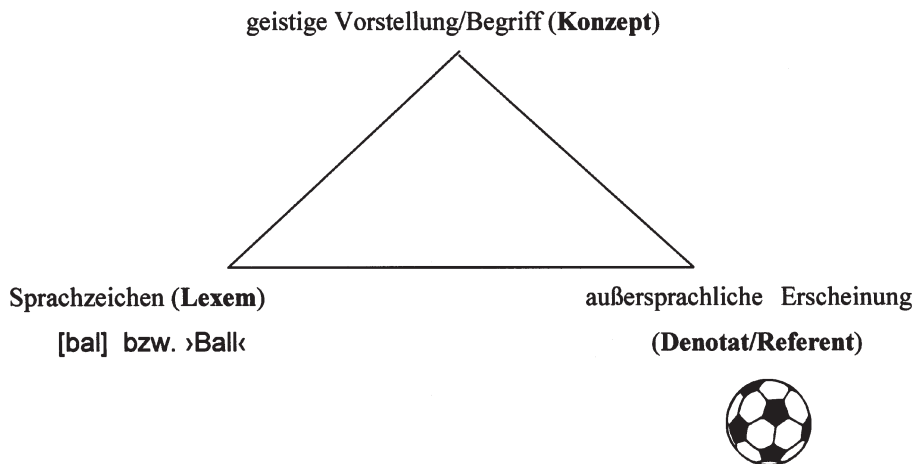 geistige Vorstellung/Begriff (Konzept)
Sprachzeichen (Lexem)
außersprachliche Erscheinung
[bal] bzw. ›Ball‹
(Denotat/Referent)